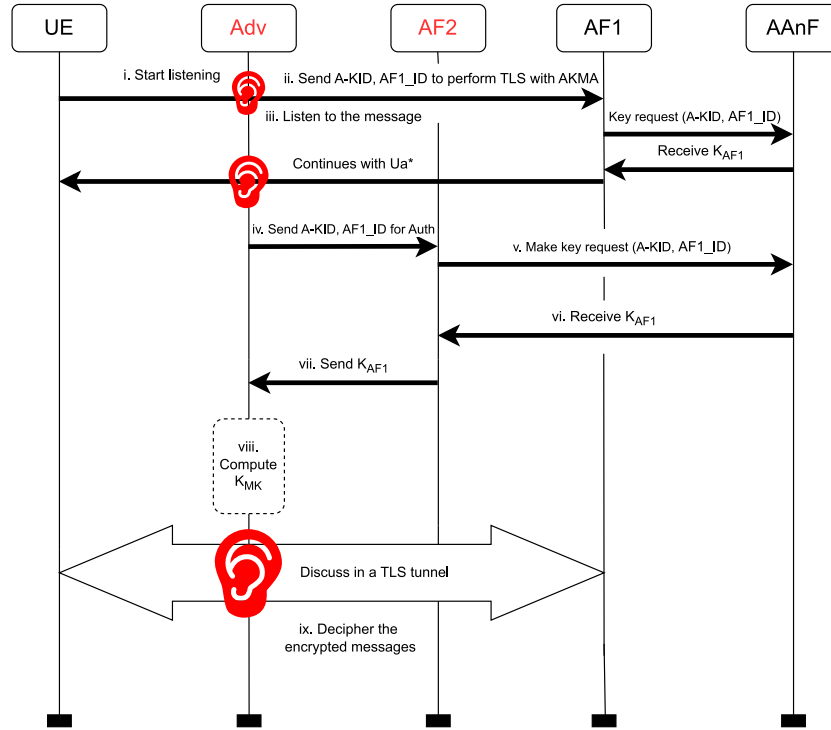 UE
Adv
AF2
AF1
AAnF
i. Start listening
ii. Send A-KID, AF1_ID to perform TLS with AKMA
iii. Listen to the message
Key request (A-KID, AF1_ID)
Receive KAF1
Continues with Ua*
iv. Send A-KID, AF1_ID for Auth
v. Make key request (A-KID, AF1_ID)
vi. Receive KAF1
vii. Send KAF1
viii.
Compute
KMK
Discuss in a TLS tunnel
ix. Decipher the
encrypted messages